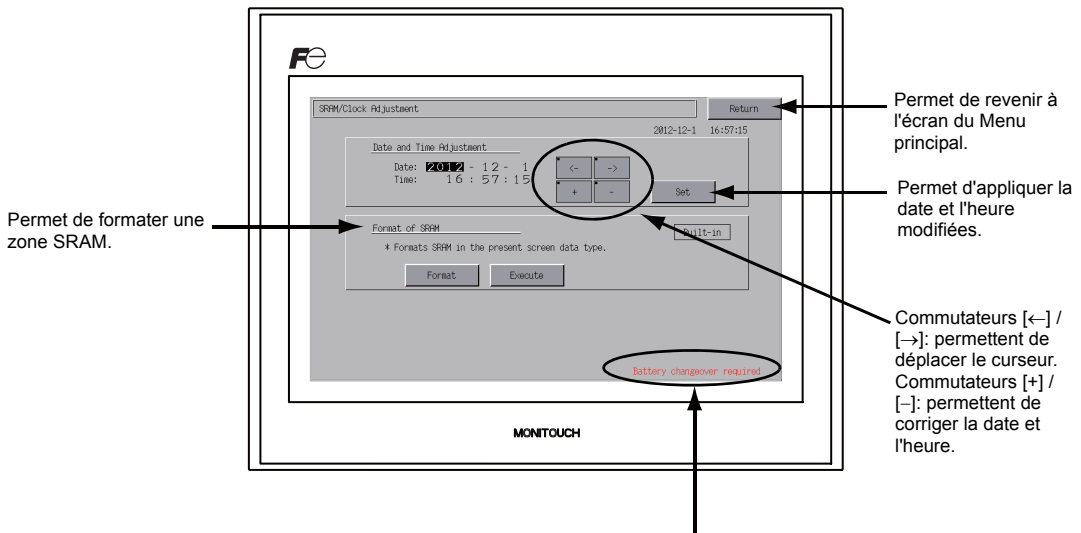 Fe
SRAM/Clock Adjustment
Return
2012-12-1 16:57:15
Date and Time Adjustment
Date: 2012 - 12 - 1
Time: 16 : 57 : 15
<- ->
+ -
Set
Format of SRAM
Built-in
* Formats SRAM in the present screen data type.
Format Execute
Battery changeover required
MONITOUCH
Permet de formater une
zone SRAM.
Permet de revenir à
l'écran du Menu
principal.
Permet d'appliquer la
date et l'heure
modifiées.
Commutateurs [←] /
[→]: permettent de
déplacer le curseur.
Commutateurs [+] /
[−]: permettent de
corriger la date et
l'heure.